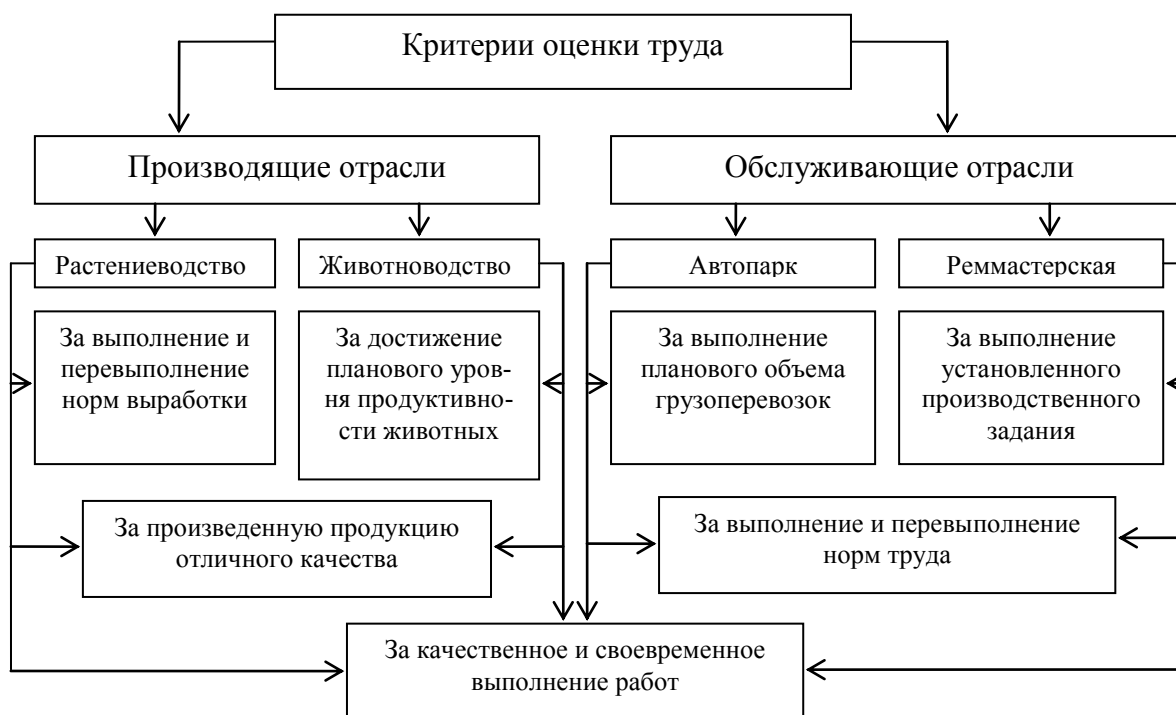 Критерии оценки труда
Производящие отрасли
Обслуживающие отрасли
Растениеводство
Животноводство
Автопарк
Реммастерская
За выполнение и
перевыполнение
норм выработки
За достижение
планового уров-
ня продуктивно-
сти животных
За выполнение
планового объема
грузоперевозок
За выполнение
установленного
производственного
задания
За произведенную продукцию
отличного качества
За выполнение и перевыполнение
норм труда
За качественное и своевременное
выполнение работ